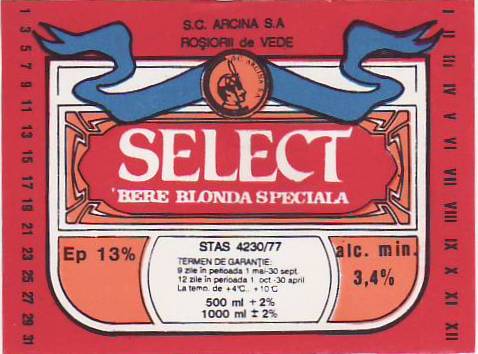 S.C. ARCINA S.A
ROȘIORII de VEDE
S.C. ARCINA S.A.
SELECT
BERE BLONDA SPECIALA
Ep 13%
STAS 4230/77
TERMEN DE GARANȚIE:
9 zile în perioada 1 mai-30 sept.
12 zile în perioada 1 oct -30 april
La temp. de +4°C.. +10°C
500 ml + 2%
1000 ml ± 2%
alc. min.
3,4%
1
3
5
7
9
11
13
15
17
19
21
23
25
27
29
31
I
II
III
IV
V
VI
VII
VIII
IX
X
XI
XII